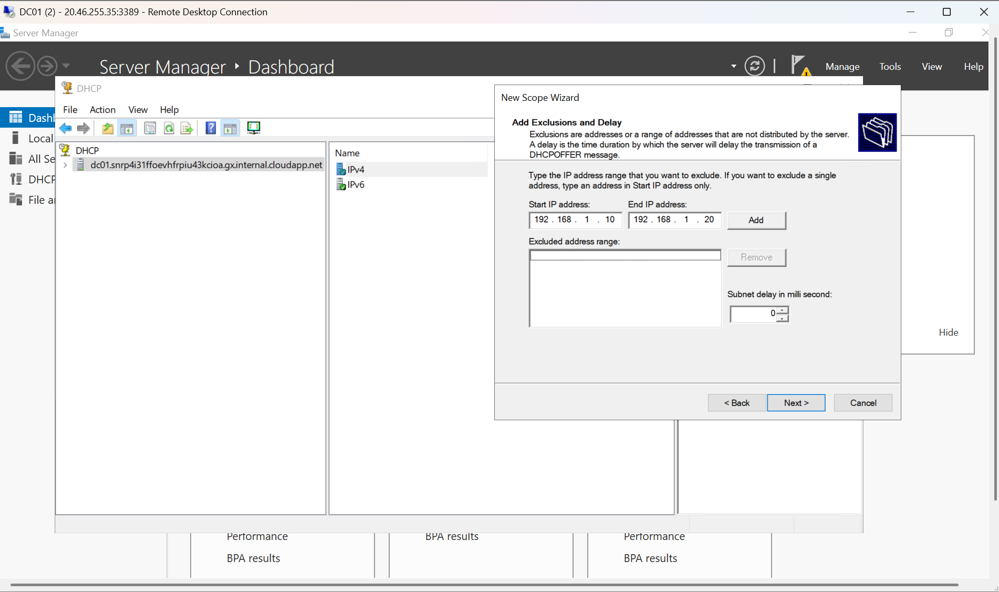 DC01 (2) - 20.46.255.35:3389 - Remote Desktop Connection
Server Manager
Server Manager Dashboard
Manage Tools View Help
DHCP
File Action View Help
Dashb
Local
All Se
DHCP
File a
DHCP
dc01.snrp4i31ffoevhfrpiu43kcioa.gx.internal.cloudapp.net
Name
IPv4
IPv6
New Scope Wizard
Add Exclusions and Delay
Exclusions are addresses or a range of addresses that are not distributed by the server.
A delay is the time duration by which the server will delay the transmission of a
DHCPOFFER message.
Type the IP address range that you want to exclude. If you want to exclude a single
address, type an address in Start IP address only.
Start IP address: End IP address:
192 . 168 . 1 . 10 192 . 168 . 1 . 20 Add
Excluded address range:
Remove
Subnet delay in milli second:
0
< Back Next > Cancel
Hide
Performance BPA results Performance
BPA results BPA results